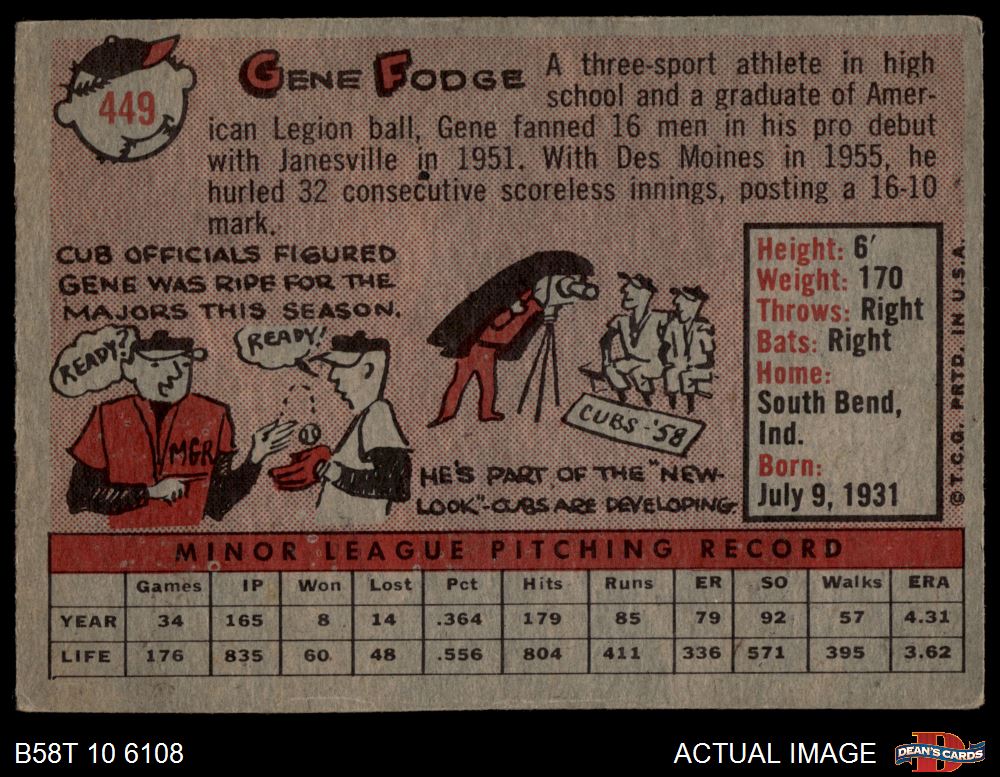 449
GENE FODGE
A three-sport athlete in high
school and a graduate of Amer-
ican Legion ball, Gene fanned 16 men in his pro debut
with Janesville in 1951. With Des Moines in 1955, he
hurled 32 consecutive scoreless innings, posting a 16-10
mark.
CUB OFFICIALS FIGURED
GENE WAS RIPE FOR THE
MAJORS THIS SEASON.
READY?
READY!
MGR
CUBS-'58
HE'S PART OF THE "NEW-
LOOK"-CUBS ARE DEVELOPING.
Height: 6'
Weight: 170
Throws: Right
Bats: Right
Home:
South Bend,
Ind.
Born:
July 9, 1931
©T.C.G. PRTD. IN U.S.A.
MINOR LEAGUE PITCHING RECORD
Games IP Won Lost Pct Hits Runs ER SO Walks ERA
YEAR 34 165 8 14 .364 179 85 79 92 57 4.31
LIFE 176 835 60 48 .556 804 411 336 571 395 3.62
B58T 10 6108
ACTUAL IMAGE
D
DEAN'S CARDS